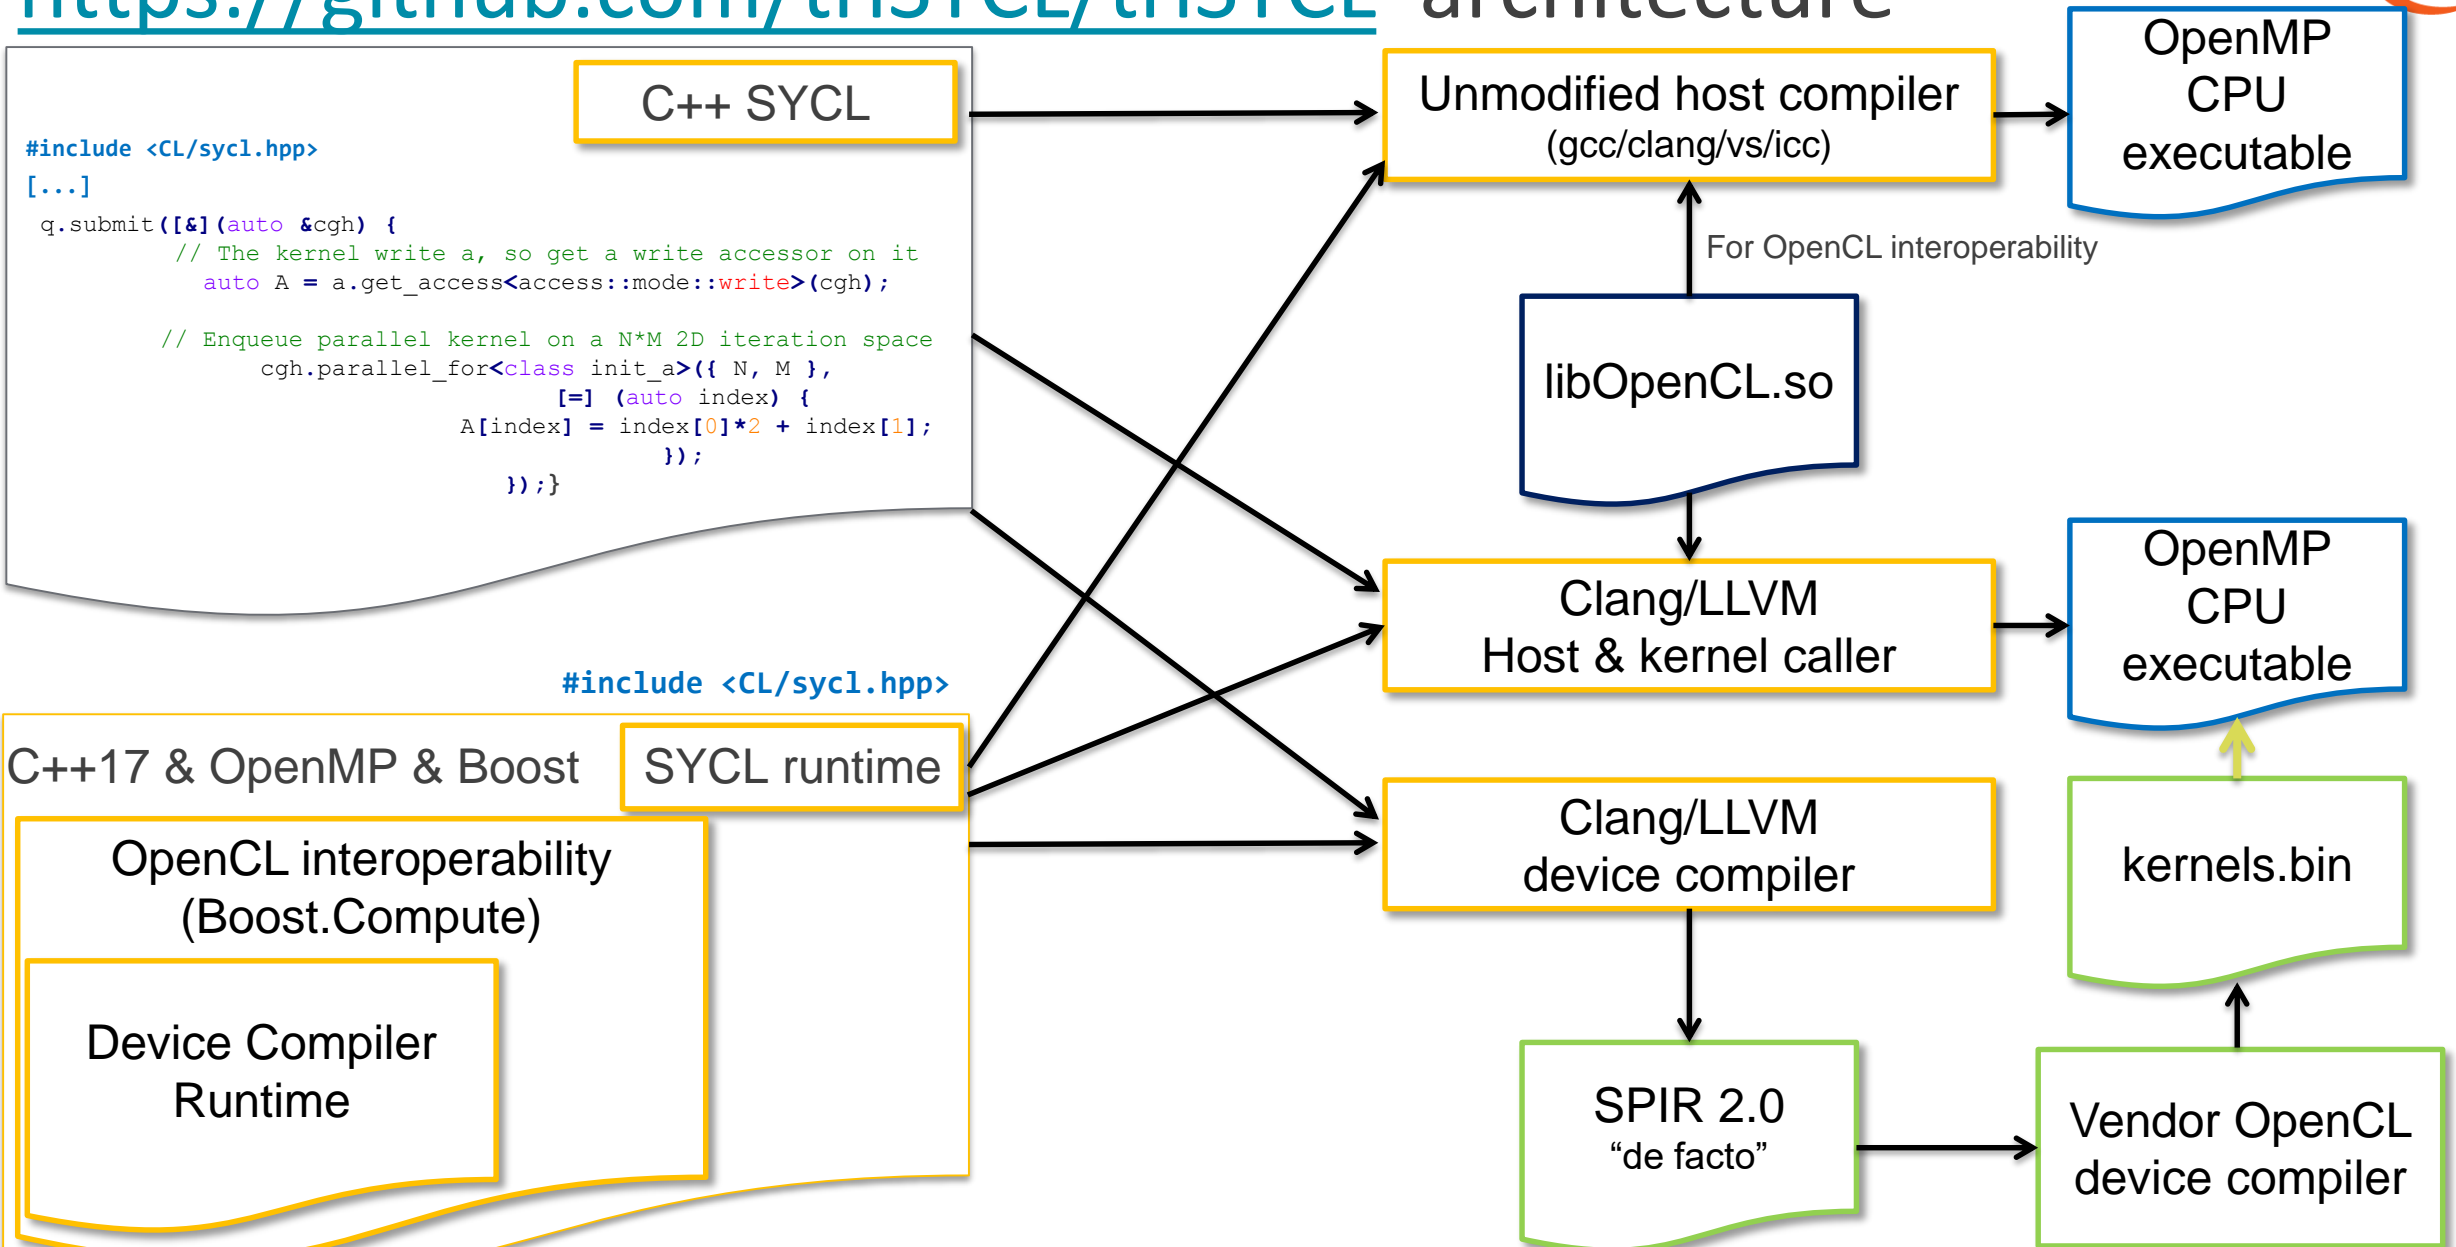 https://github.com/triSYCL/triSYCL architecture
C++ SYCL
#include <CL/sycl.hpp>
[...]
q.submit([&](auto &cgh) {
// The kernel write a, so get a write accessor on it
auto A = a.get_access<access::mode::write>(cgh);
// Enqueue parallel kernel on a N*M 2D iteration space
cgh.parallel_for<class init_a>({ N, M },
[=] (auto index) {
A[index] = index[0]*2 + index[1];
});
});}
#include <CL/sycl.hpp>
C++17 & OpenMP & Boost
SYCL runtime
OpenCL interoperability
(Boost.Compute)
Device Compiler
Runtime
Unmodified host compiler
(gcc/clang/vs/icc)
For OpenCL interoperability
libOpenCL.so
Clang/LLVM
Host & kernel caller
Clang/LLVM
device compiler
SPIR 2.0
“de facto”
OpenMP
CPU
executable
OpenMP
CPU
executable
kernels.bin
Vendor OpenCL
device compiler